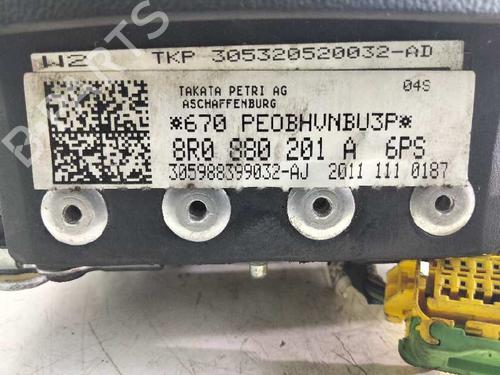 WZ TKP 305320520032-AD
TAKATA PETRI AG 04S
ASCHAFFENBURG
*670 PEOBHVNBU3P*
8R0 880 201 A 6PS
305988399032-AJ 2011 111 0187